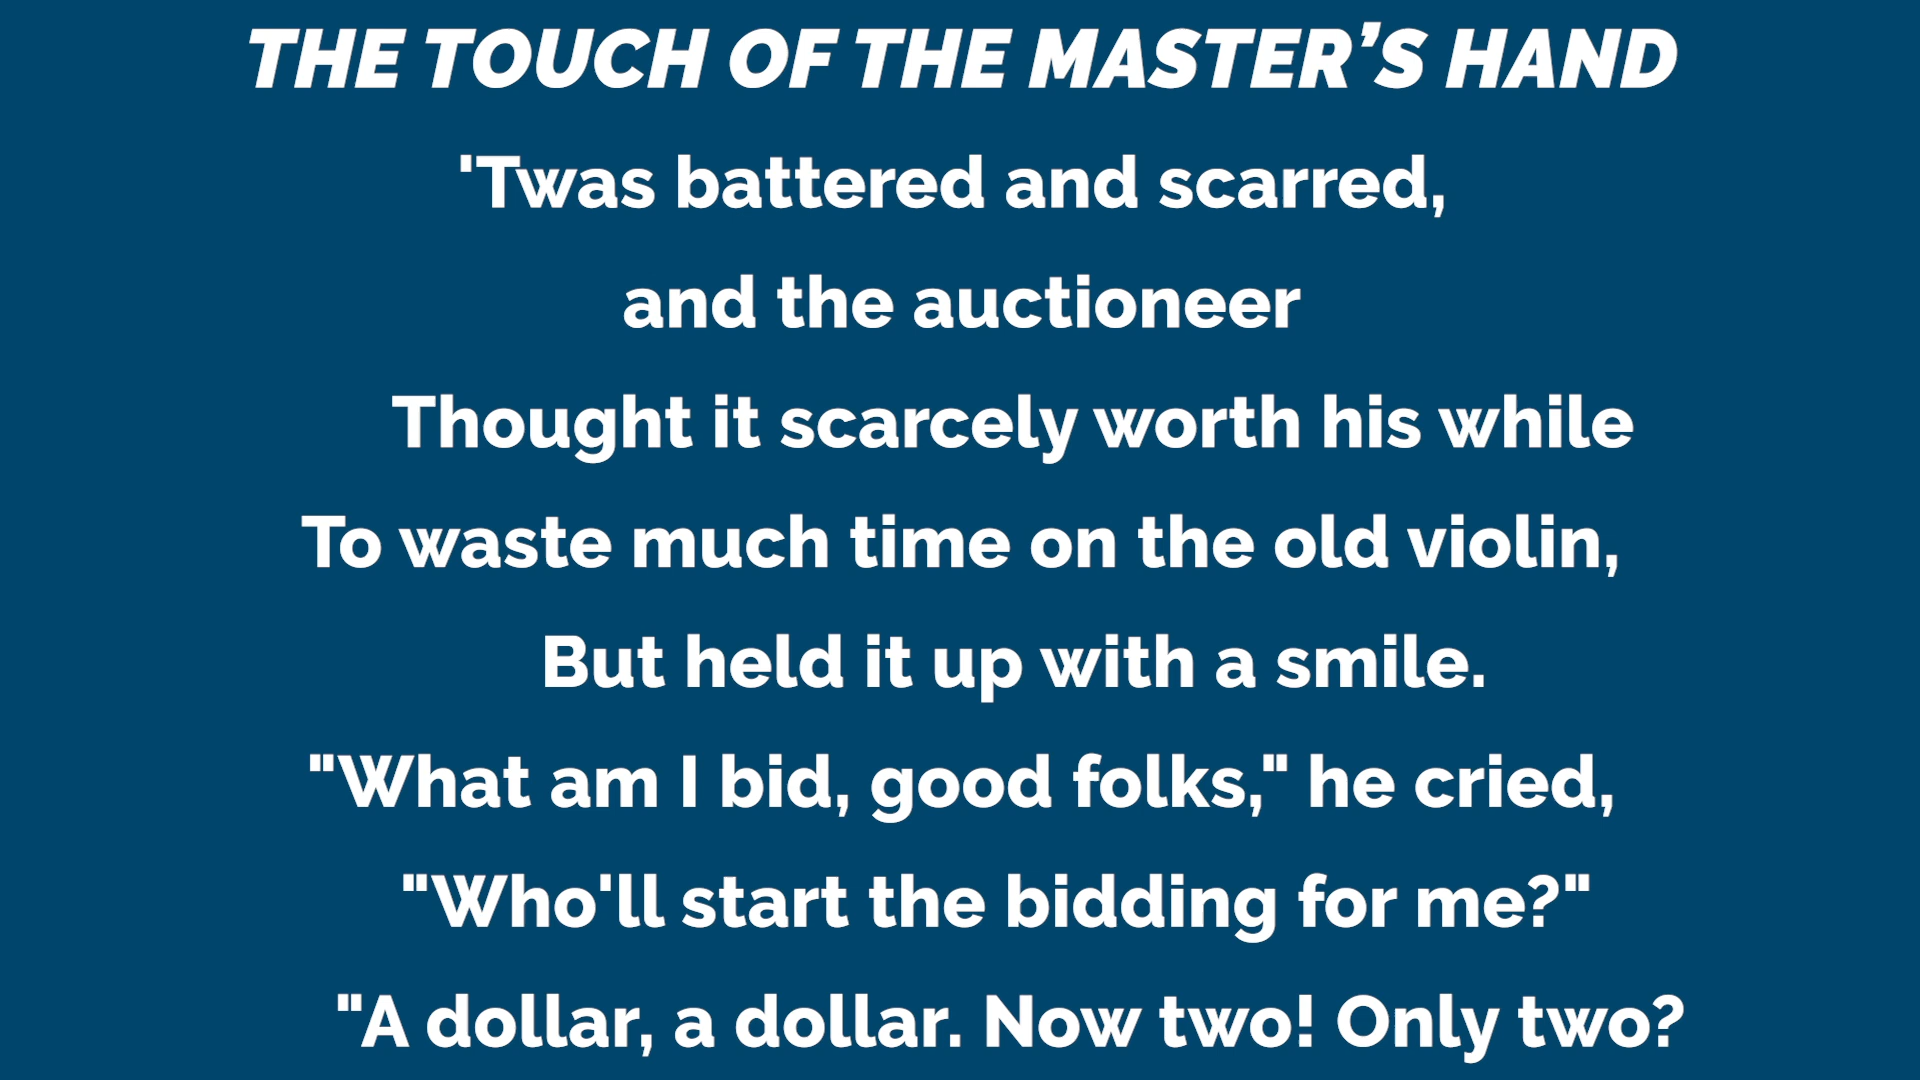 THE TOUCH OF THE MASTER’S HAND
'Twas battered and scarred,
and the auctioneer
Thought it scarcely worth his while
To waste much time on the old violin,
But held it up with a smile.
"What am I bid, good folks," he cried,
"Who'll start the bidding for me?"
"A dollar, a dollar. Now two! Only two?